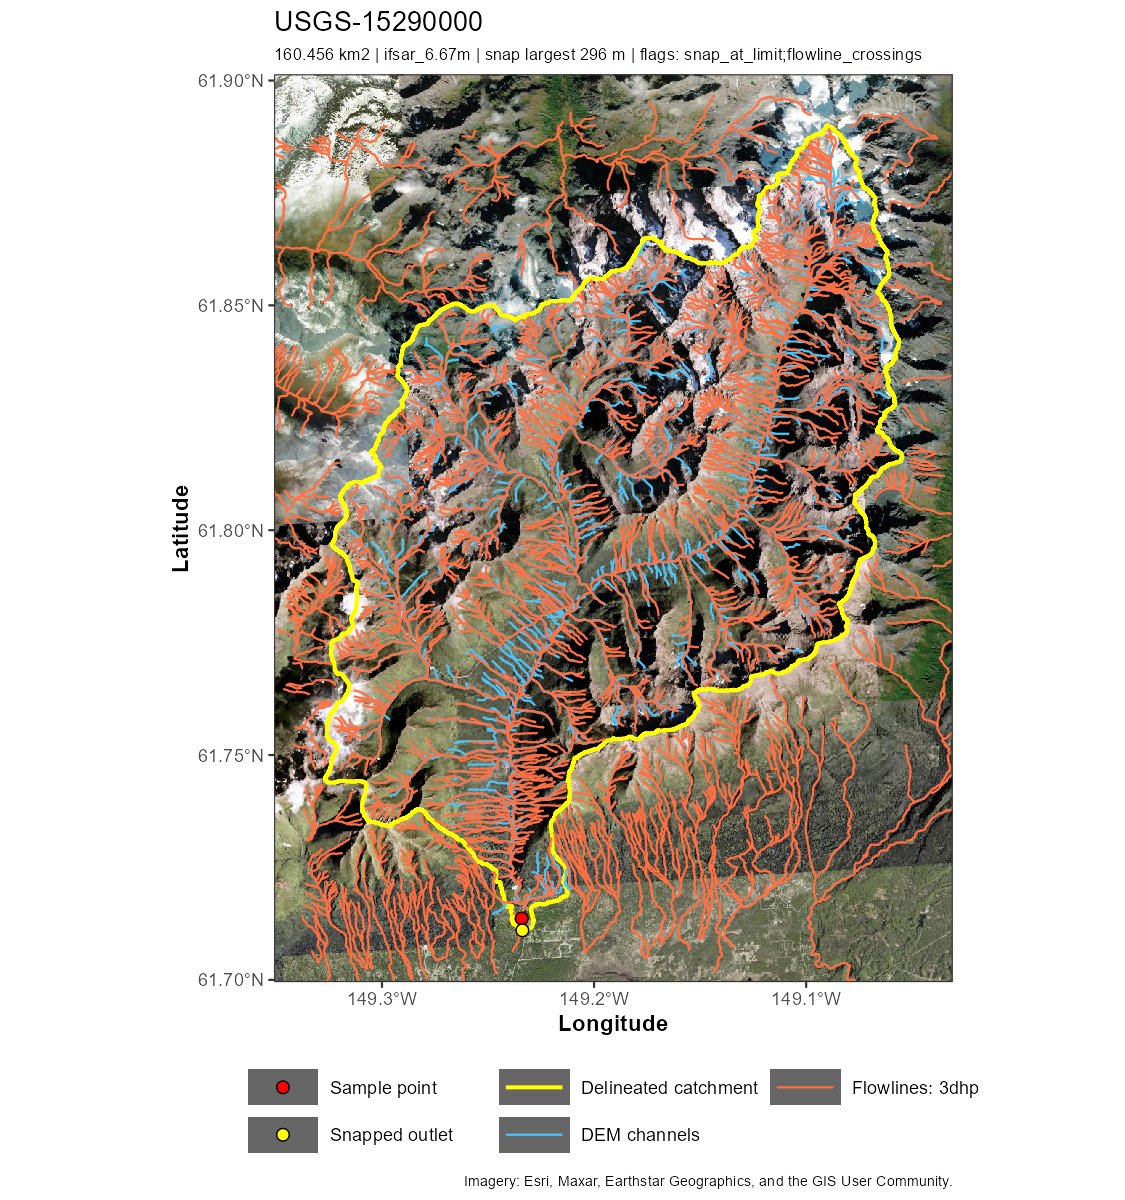 USGS-15290000
160.456 km2 | ifsar_6.67m | snap largest 296 m | flags: snap_at_limit;flowline_crossings
61.90°N
61.85°N
61.80°N
61.75°N
61.70°N
Latitude
149.3°W
149.2°W
149.1°W
Longitude
Sample point
Delineated catchment
Flowlines: 3dhp
Snapped outlet
DEM channels
Imagery: Esri, Maxar, Earthstar Geographics, and the GIS User Community.